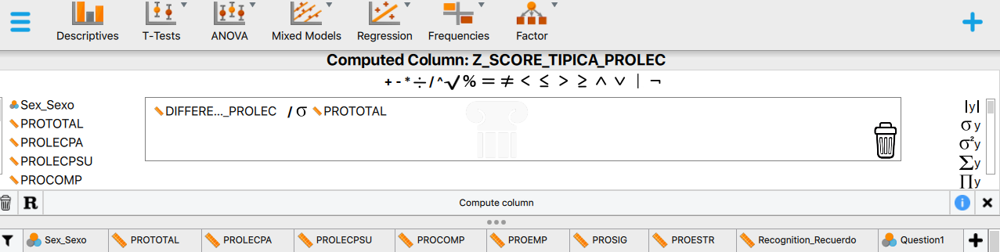 Descriptives T-Tests ANOVA Mixed Models Regression Frequencies Factor
Computed Column: Z_SCORE_TIPICA_PROLEC
+ - * ÷ / ^ √ % = ≠ < ≤ > ≥ ∧ ∨ | ¬
Sex_Sexo
PROTOTAL
PROLECPA
PROLECPSU
PROCOMP
DIFFERE..._PROLEC / σ PROTOTAL
|y|
σy
σ²y
Σy
∏y
R Compute column i ×
Sex_Sexo PROTOTAL PROLECPA PROLECPSU PROCOMP PROEMP PROSIG PROESTR Recognition_Recuerdo Question1 +